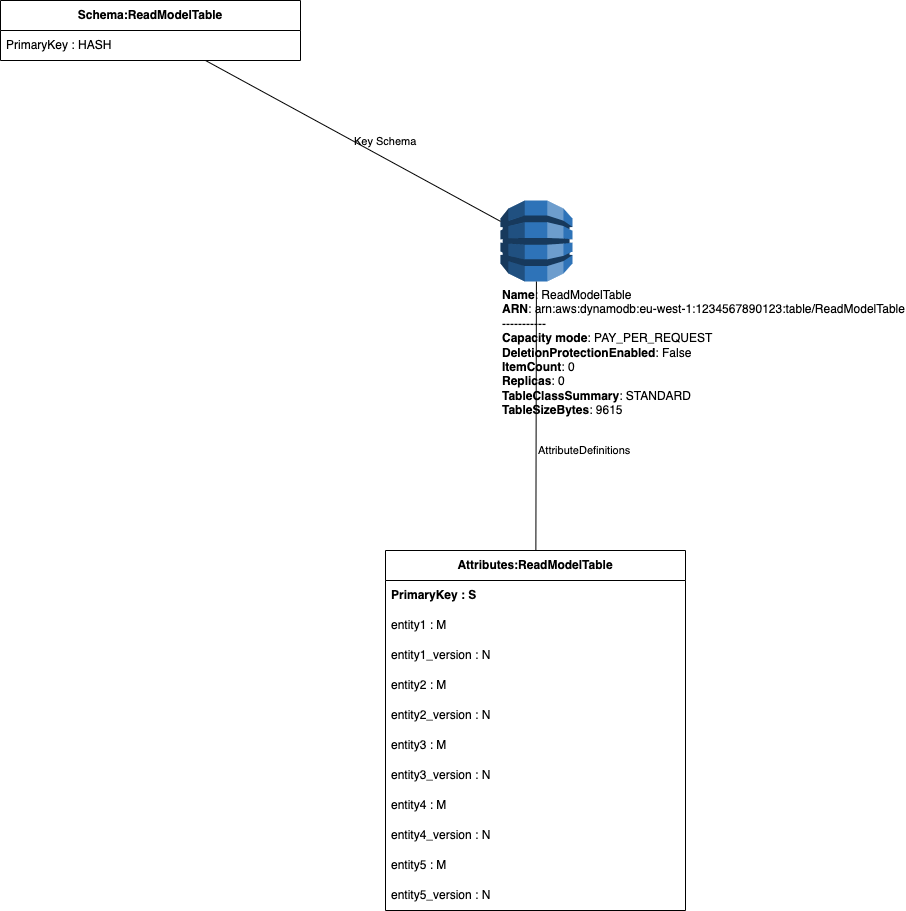 Schema:ReadModelTable
PrimaryKey : HASH
Key Schema
Name: ReadModelTable
ARN: arn:aws:dynamodb:eu-west-1:1234567890123:table/ReadModelTable
-----------
Capacity mode: PAY_PER_REQUEST
DeletionProtectionEnabled: False
ItemCount: 0
Replicas: 0
TableClassSummary: STANDARD
TableSizeBytes: 9615
AttributeDefinitions
Attributes:ReadModelTable
PrimaryKey : S
entity1 : M
entity1_version : N
entity2 : M
entity2_version : N
entity3 : M
entity3_version : N
entity4 : M
entity4_version : N
entity5 : M
entity5_version : N